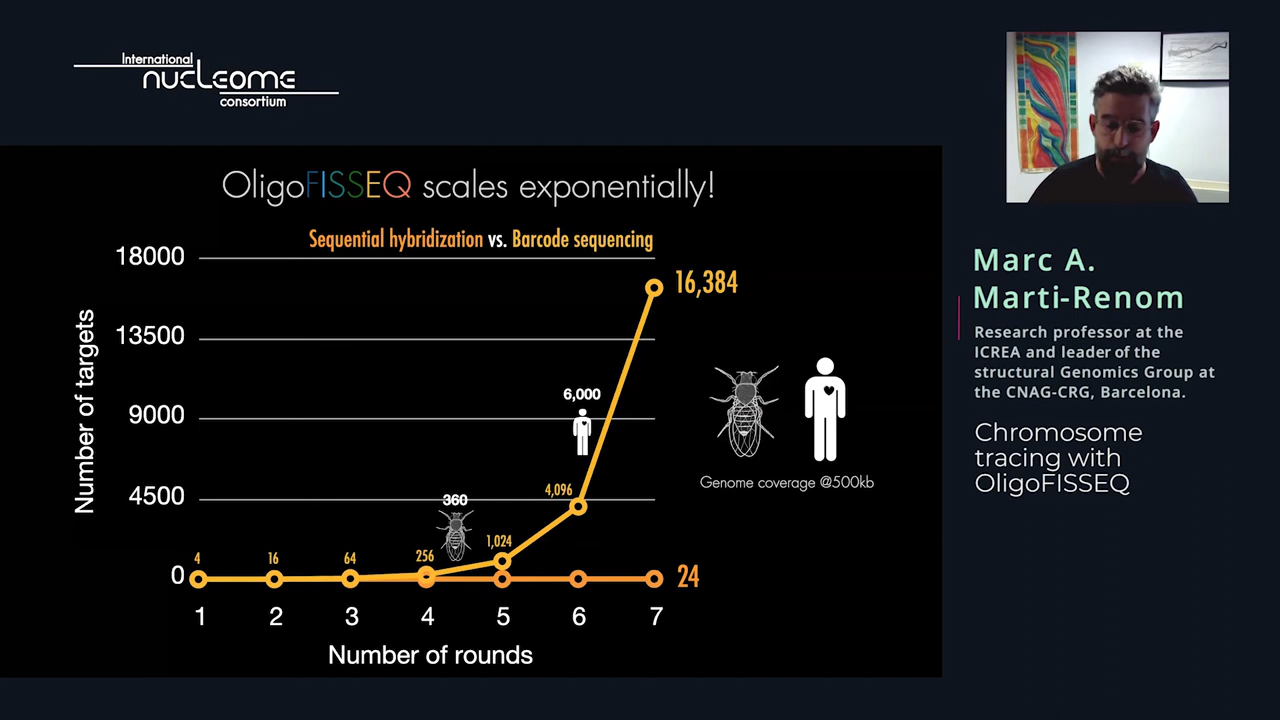 International
nucleome
consortium
OligoFISSEQ scales exponentially!
Sequential hybridization vs. Barcode sequencing
18000
13500
9000
4500
0
Number of targets
4
16
64
256
360
1,024
4,096
6,000
16,384
24
1 2 3 4 5 6 7
Number of rounds
Genome coverage @500kb
Marc A.
Marti-Renom
Research professor at the
ICREA and leader of the
structural Genomics Group at
the CNAG-CRG, Barcelona.
Chromosome
tracing with
OligoFISSEQ